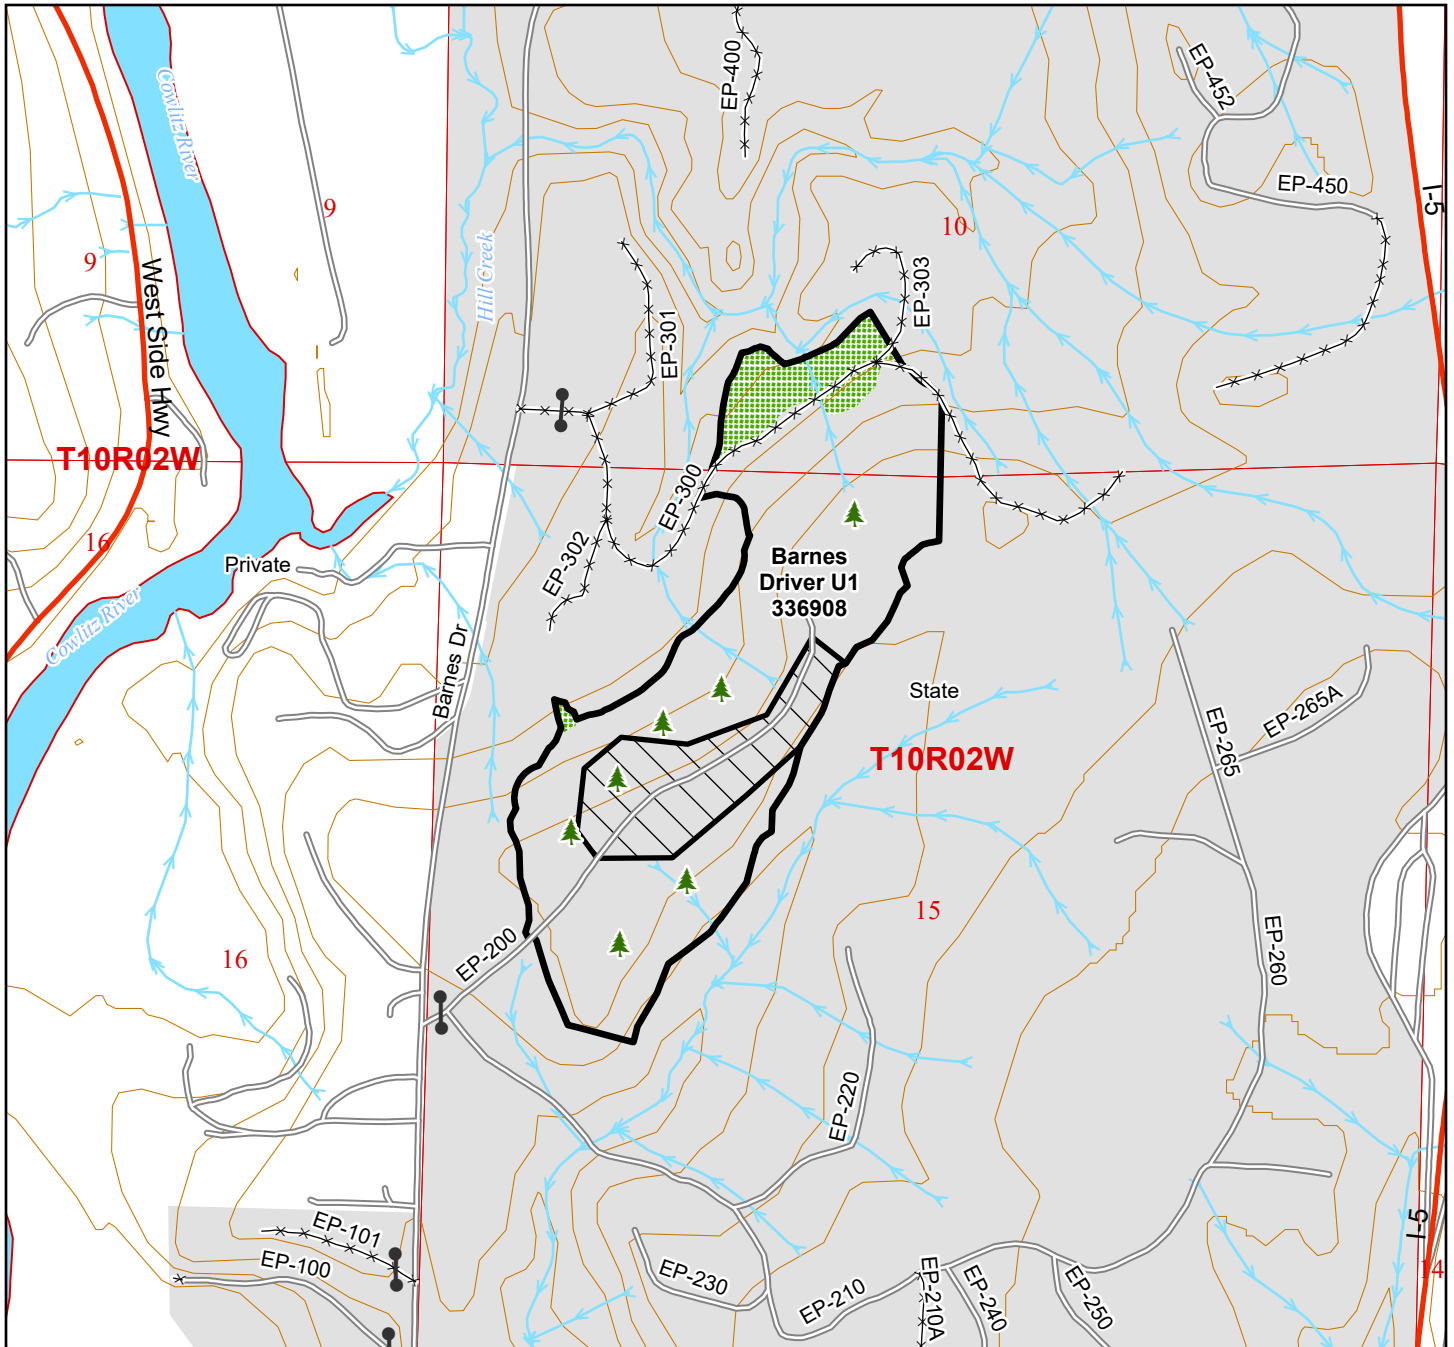 EP-400
EP-452
Cowlitz River
EP-450
I-5
9
10
9
Hill Creek
West Side Hwy
EP-301
EP-303
T10R02W
EP-300
16
Private
EP-302
Barnes
Driver U1
336908
Cowlitz River
Barnes Dr
State
EP-265
EP-265A
T10R02W
15
EP-200
16
EP-260
EP-220
EP-101
EP-100
I-5
EP-230
EP-210
EP-210A
EP-240
EP-250
14